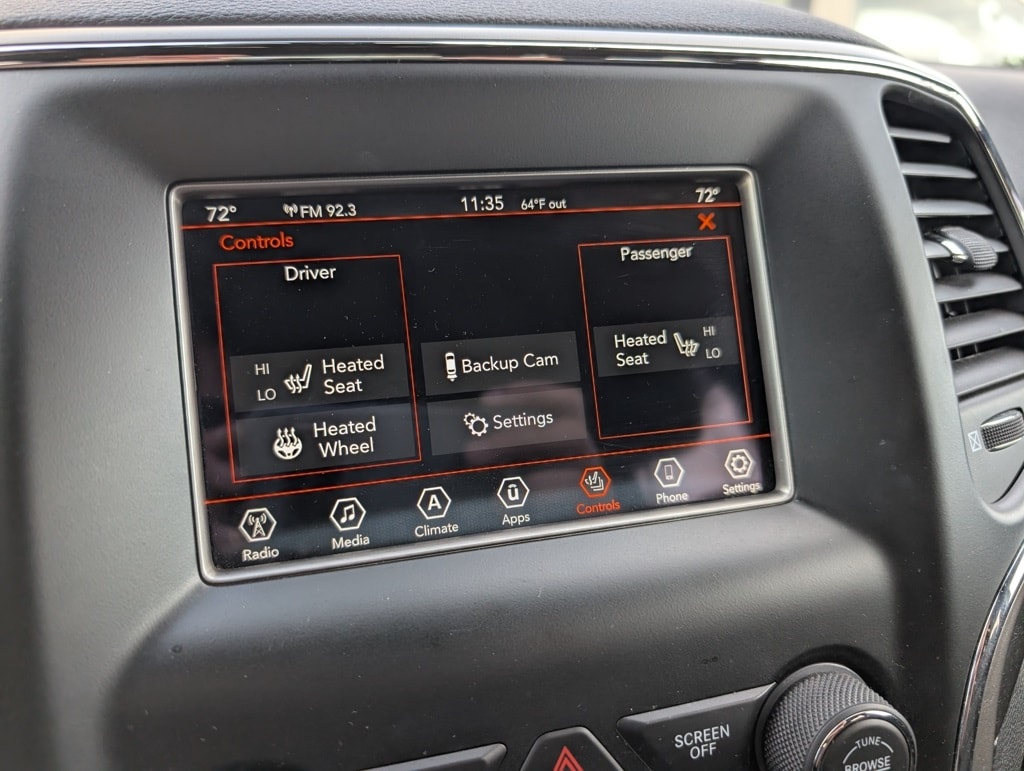 72° FM 92.3 11:35 64°F out 72°
Controls
Driver
HI
LO
Heated
Seat
Heated
Wheel
Backup Cam
Settings
Passenger
Heated
Seat
HI
LO
Radio
Media
A
Climate
ū
Apps
Controls
Phone
Settings
SCREEN
OFF
TUNE
BROWSE